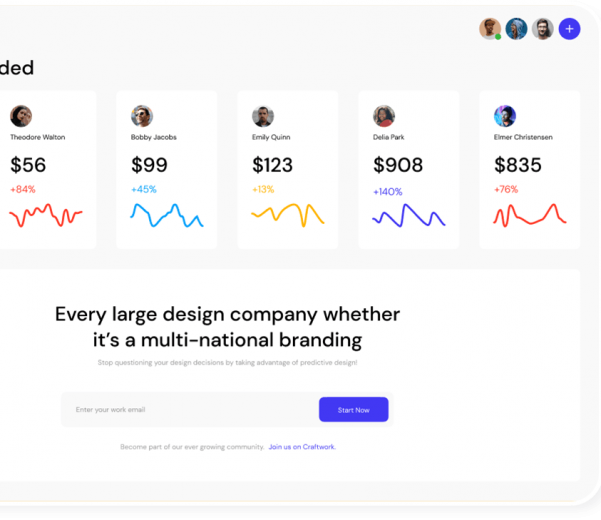 ded
Theodore Walton
Bobby Jacobs
Emily Quinn
Delia Park
Elmer Christensen
$56
$99
$123
$908
$835
+84%
+45%
+13%
+140%
+76%
Every large design company whether
it’s a multi-national branding
Stop questioning your design decisions by taking advantage of predictive design!
Enter your work email
Start Now
Become part of our ever growing community. Join us on Craftwork.